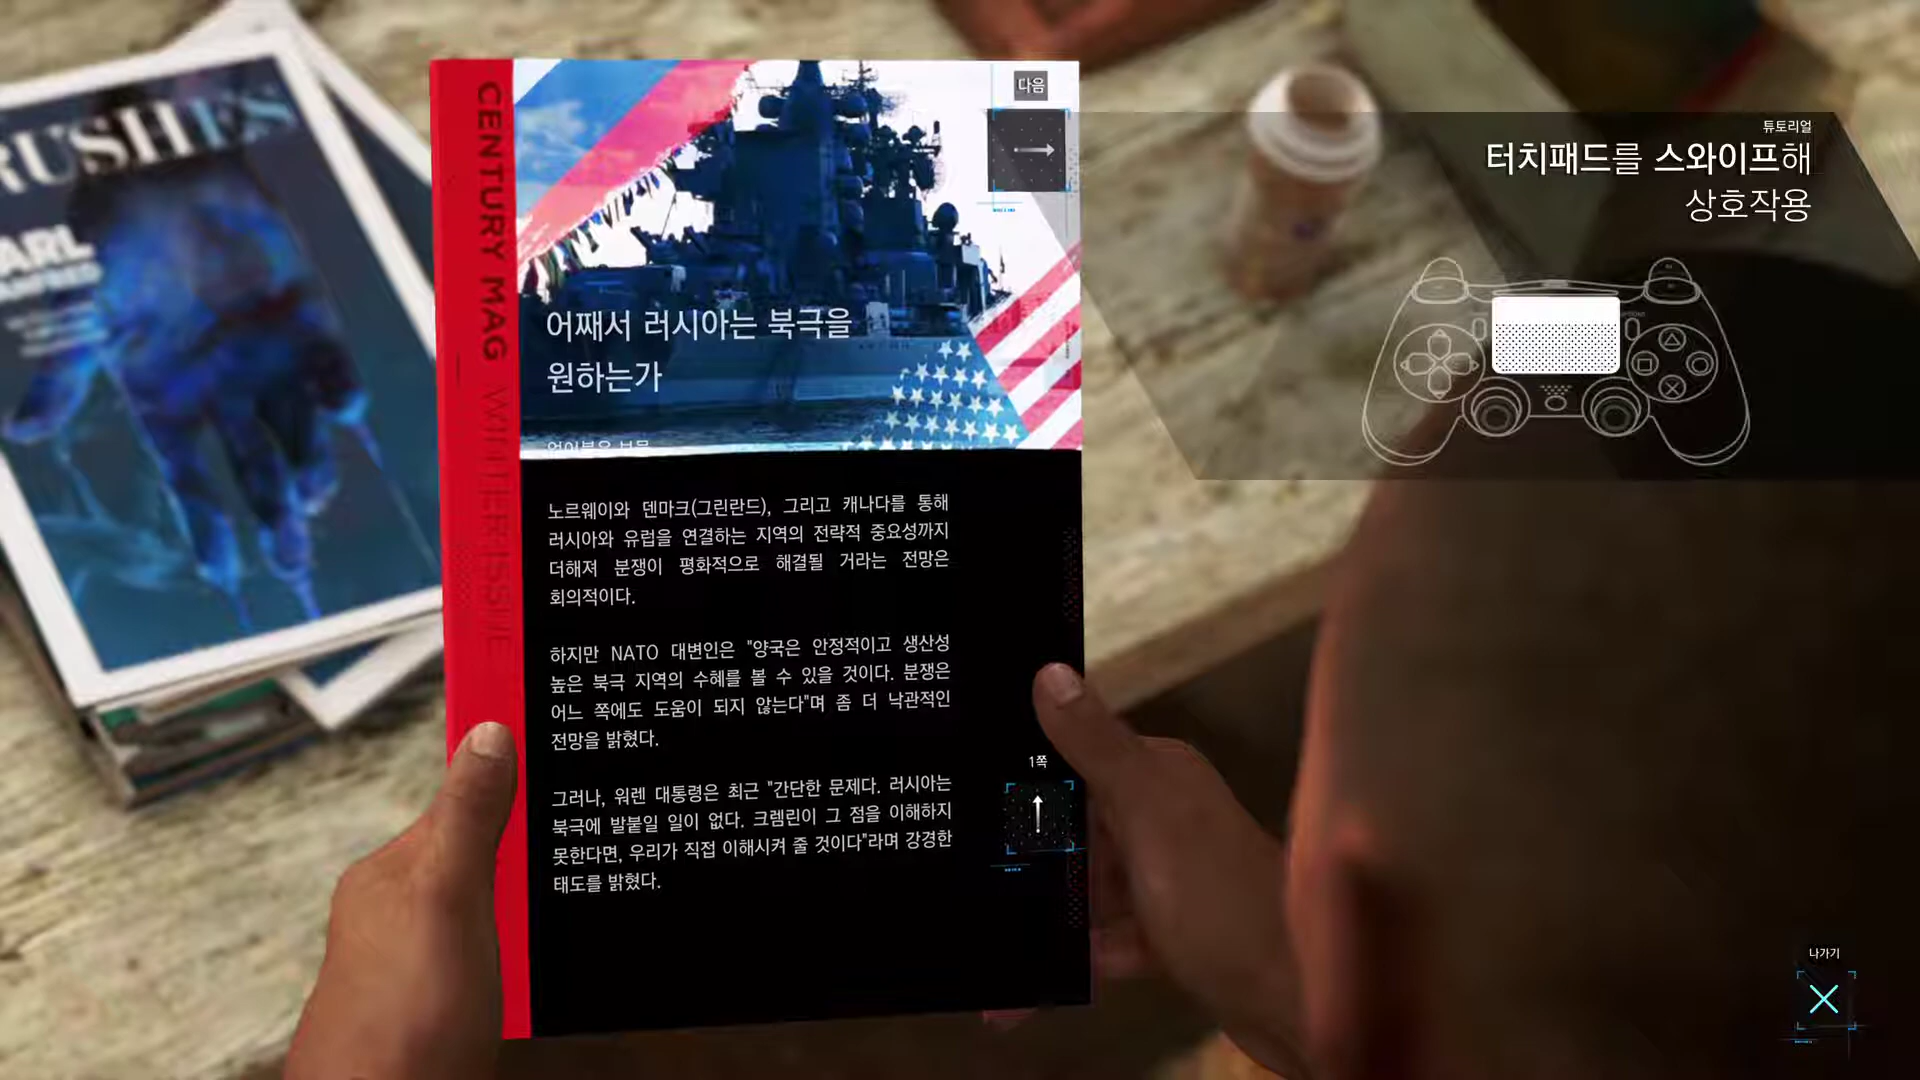 RUSHES
ARL
CENTURY MAG
다음
어째서 러시아는 북극을
원하는가
노르웨이와 덴마크(그린란드), 그리고 캐나다를 통해
러시아와 유럽을 연결하는 지역의 전략적 중요성까지
더해져 분쟁이 평화적으로 해결될 거라는 전망은
회의적이다.
하지만 NATO 대변인은 "양국은 안정적이고 생산성
높은 북극 지역의 수혜를 볼 수 있을 것이다. 분쟁은
어느 쪽에도 도움이 되지 않는다"며 좀 더 낙관적인
전망을 밝혔다.
그러나, 워렌 대통령은 최근 "간단한 문제다. 러시아는
북극에 발붙일 일이 없다. 크렘린이 그 점을 이해하지
못한다면, 우리가 직접 이해시켜 줄 것이다"라며 강경한
태도를 밝혔다.
1쪽
튜토리얼
터치패드를 스와이프해
상호작용
나가기